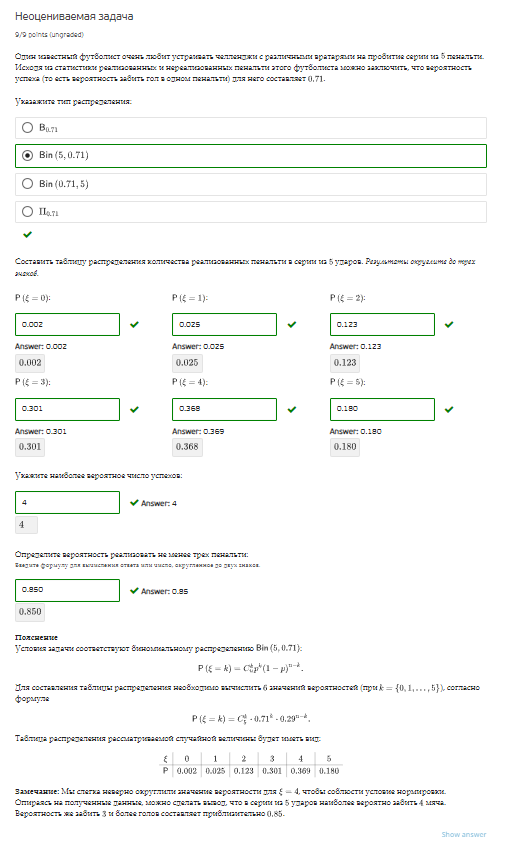 Неоцениваемая задача
9/9 points (ungraded)
Один известный футболист очень любит устраивать челленджи с различными вратарями на пробитие серии из 5 пенальти.
Исходя из статистики реализованных и нереализованных пенальти этого футболиста можно заключить, что вероятность
успеха (то есть вероятность забить гол в одном пенальти) для него составляет 0.71.
Указажите тип распределения:
B₀.₇₁
Bin (5, 0.71)
Bin (0.71, 5)
Π₀.₇₁
Составить таблицу распределения количества реализованных пенальти в серии из 5 ударов. Результаты округлите до трех
знаков.
P (ξ = 0): P (ξ = 1): P (ξ = 2):
0.002 0.025 0.123
Answer: 0.002 Answer: 0.025 Answer: 0.123
0.002 0.025 0.123
P (ξ = 3): P (ξ = 4): P (ξ = 5):
0.301 0.368 0.180
Answer: 0.301 Answer: 0.369 Answer: 0.180
0.301 0.368 0.180
Укажите наиболее вероятное число успехов:
4 Answer: 4
4
Определите вероятность реализовать не менее трех пенальти:
Введите формулу для вычисления ответа или число, округленное до двух знаков.
0.850 Answer: 0.85
0.850
Пояснение
Условия задачи соответствуют биномиальному распределению Bin (5, 0.71):
P (ξ = k) = Cₙᵏpᵏ(1 − p)ⁿ⁻ᵏ.
Для составления таблицы распределения необходимо вычислить 6 значений вероятностей (при k = {0, 1, . . . , 5}), согласно
формуле
P (ξ = k) = C₅ᵏ · 0.71ᵏ · 0.29ⁿ⁻ᵏ.
Таблица распределения рассматриваемой случайной величины будет иметь вид:
ξ 0 1 2 3 4 5
P 0.002 0.025 0.123 0.301 0.369 0.180
Замечание: Мы слегка неверно округлили значение вероятности для ξ = 4, чтобы соблюсти условие нормировки.
Опираясь на полученные данные, можно сделать вывод, что в серии из 5 ударов наиболее вероятно забить 4 мяча.
Вероятность же забить 3 и более голов составляет приблизительно 0.85.
Show answer